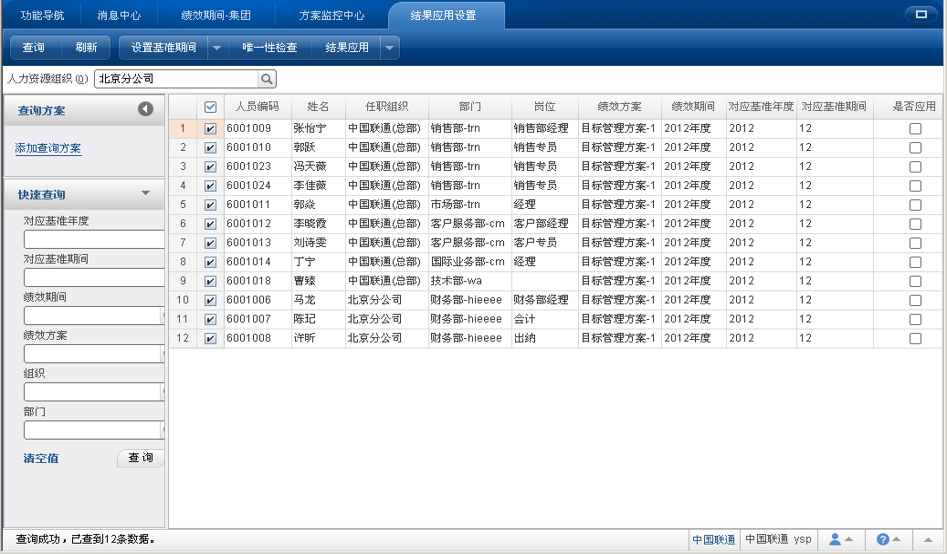 功能导航 消息中心 绩效期间-集团 方案监控中心 结果应用设置
查询 刷新 设置基准期间 唯一性检查 结果应用
人力资源组织(O) 北京分公司
查询方案
添加查询方案
快速查询
对应基准年度
对应基准期间
绩效期间
绩效方案
组织
部门
清空值 查询
人员编码 姓名 任职组织 部门 岗位 绩效方案 绩效期间 对应基准年度 对应基准期间 是否应用
1 6001009 张怡宁 中国联通(总部) 销售部-trn 销售部经理 目标管理方案-1 2012年度 2012 12
2 6001010 郭跃 中国联通(总部) 销售部-trn 销售专员 目标管理方案-1 2012年度 2012 12
3 6001023 冯天薇 中国联通(总部) 销售部-trn 销售专员 目标管理方案-1 2012年度 2012 12
4 6001024 李佳薇 中国联通(总部) 销售部-trn 销售专员 目标管理方案-1 2012年度 2012 12
5 6001011 郭焱 中国联通(总部) 市场部-trn 经理 目标管理方案-1 2012年度 2012 12
6 6001012 李晓霞 中国联通(总部) 客户服务部-cm 客户部经理 目标管理方案-1 2012年度 2012 12
7 6001013 刘诗雯 中国联通(总部) 客户服务部-cm 客户专员 目标管理方案-1 2012年度 2012 12
8 6001014 丁宁 中国联通(总部) 国际业务部-cm 经理 目标管理方案-1 2012年度 2012 12
9 6001018 曹臻 中国联通(总部) 技术部-wa 目标管理方案-1 2012年度 2012 12
10 6001006 马龙 北京分公司 财务部-hieeee 财务部经理 目标管理方案-1 2012年度 2012 12
11 6001007 陈玘 北京分公司 财务部-hieeee 会计 目标管理方案-1 2012年度 2012 12
12 6001008 许昕 北京分公司 财务部-hieeee 出纳 目标管理方案-1 2012年度 2012 12
查询成功，已查到12条数据。 中国联通 中国联通 ysp